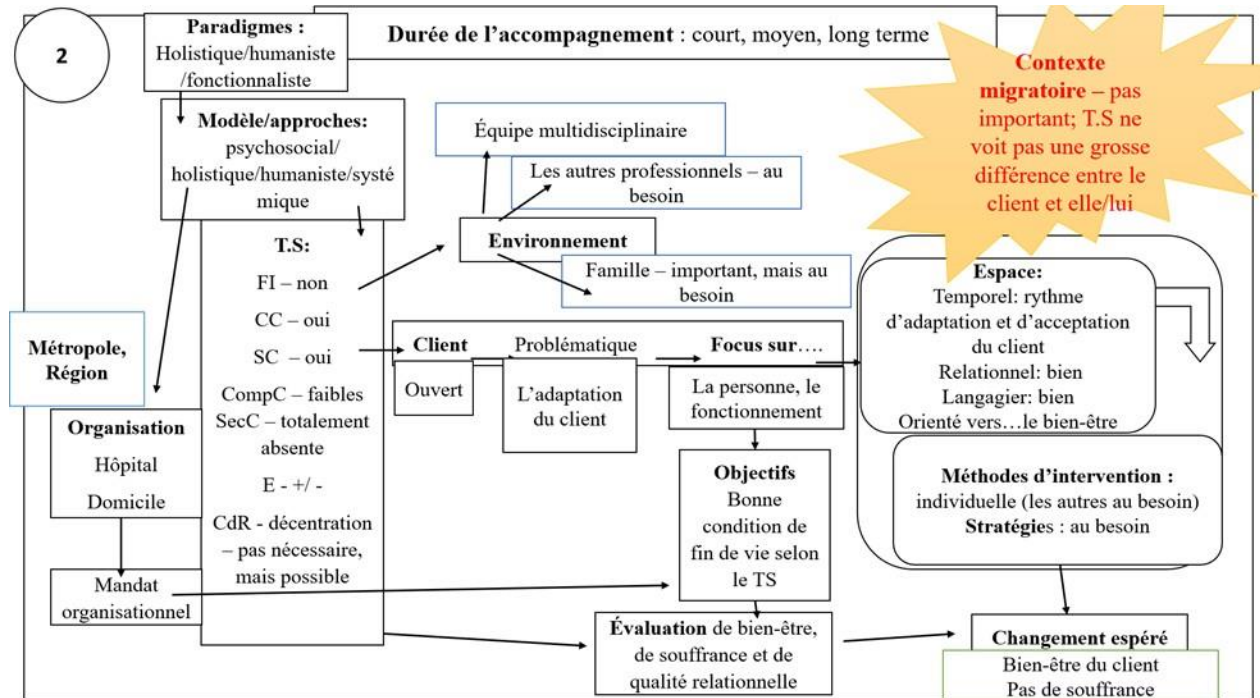 2
Paradigmes :
Holistique/humaniste
/fonctionnaliste
Durée de l’accompagnement : court, moyen, long terme
Contexte
migratoire – pas
important; T.S ne
voit pas une grosse
différence entre le
client et elle/lui
Modèle/approches:
psychosocial/
holistique/humaniste/systé
mique
Équipe multidisciplinaire
Les autres professionnels – au
besoin
Environnement
Famille – important, mais au
besoin
T.S:
FI – non
CC – oui
SC – oui
CompC – faibles
SecC – totalement
absente
E - +/ -
CdR - décentration
– pas nécessaire,
mais possible
Métropole,
Région
Organisation
Hôpital
Domicile
Mandat
organisationnel
Client
Ouvert
Problématique
L’adaptation
du client
Focus sur….
La personne, le
fonctionnement
Objectifs
Bonne
condition de
fin de vie selon
le TS
Évaluation de bien-être,
de souffrance et de
qualité relationnelle
Espace:
Temporel: rythme
d’adaptation et d’acceptation
du client
Relationnel: bien
Langagier: bien
Orienté vers…le bien-être
Méthodes d’intervention :
individuelle (les autres au besoin)
Stratégies : au besoin
Changement espéré
Bien-être du client
Pas de souffrance